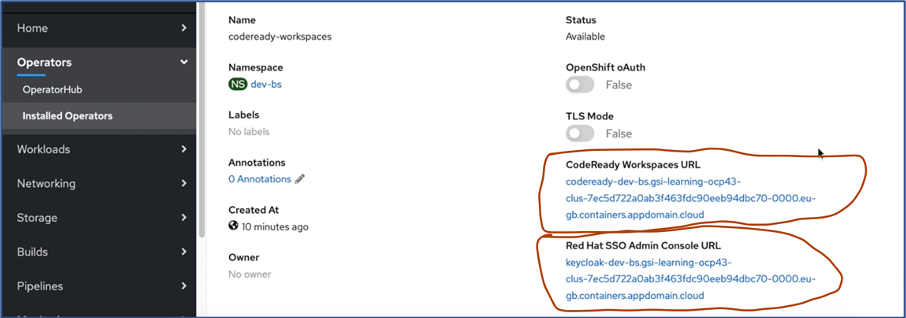 Home
Operators
OperatorHub
Installed Operators
Workloads
Networking
Storage
Builds
Pipelines
Name
codeready-workspaces
Namespace
NS dev-bs
Labels
No labels
Annotations
0 Annotations
Created At
10 minutes ago
Owner
No owner
Status
Available
OpenShift oAuth
False
TLS Mode
False
CodeReady Workspaces URL
codeready-dev-bs.gsi-learning-ocp43-
clus-7ec5d722a0ab3f463fdc90eeb94dbc70-0000.eu-
gb.containers.appdomain.cloud
Red Hat SSO Admin Console URL
keycloak-dev-bs.gsi-learning-ocp43-
clus-7ec5d722a0ab3f463fdc90eeb94dbc70-0000.eu-
gb.containers.appdomain.cloud